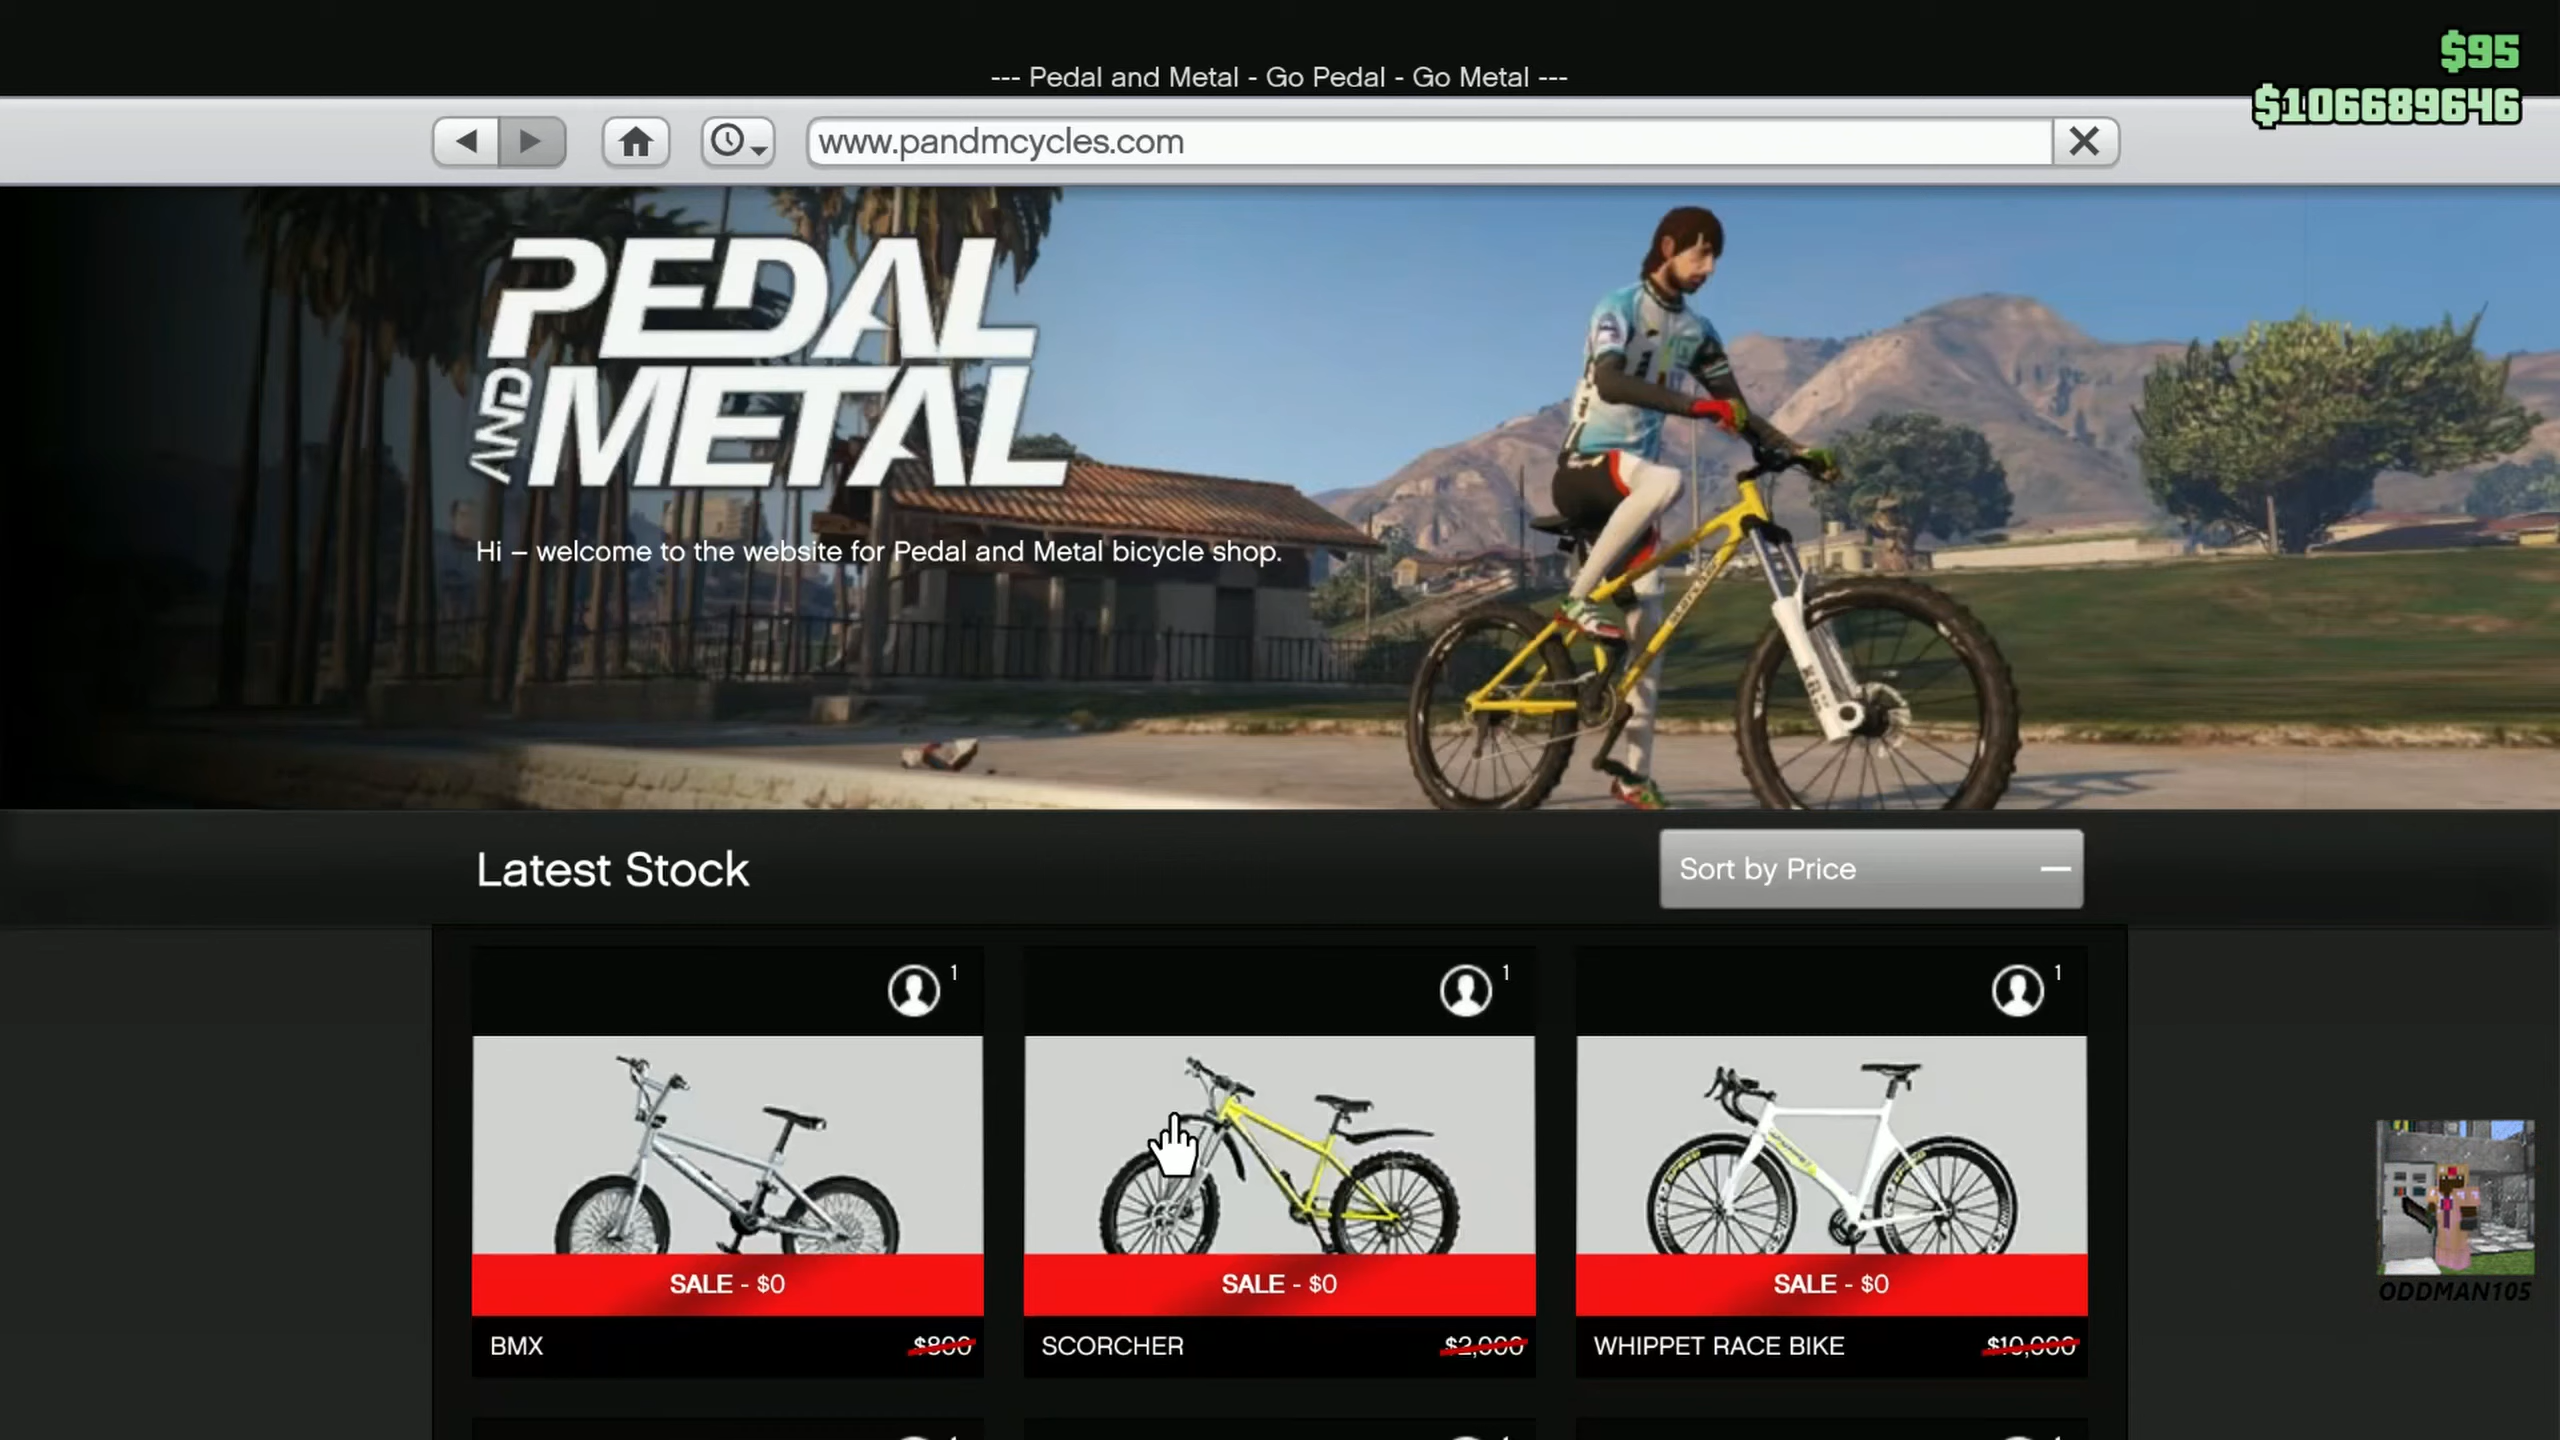 $95
--- Pedal and Metal - Go Pedal - Go Metal ---
$106689646
www.pandmcycles.com
PEDAL
AND METAL
Hi – welcome to the website for Pedal and Metal bicycle shop.
Latest Stock
Sort by Price
1
1
1
SALE - $0
SALE - $0
SALE - $0
ODDMAN105
BMX $800
SCORCHER $2,000
WHIPPET RACE BIKE $10,000